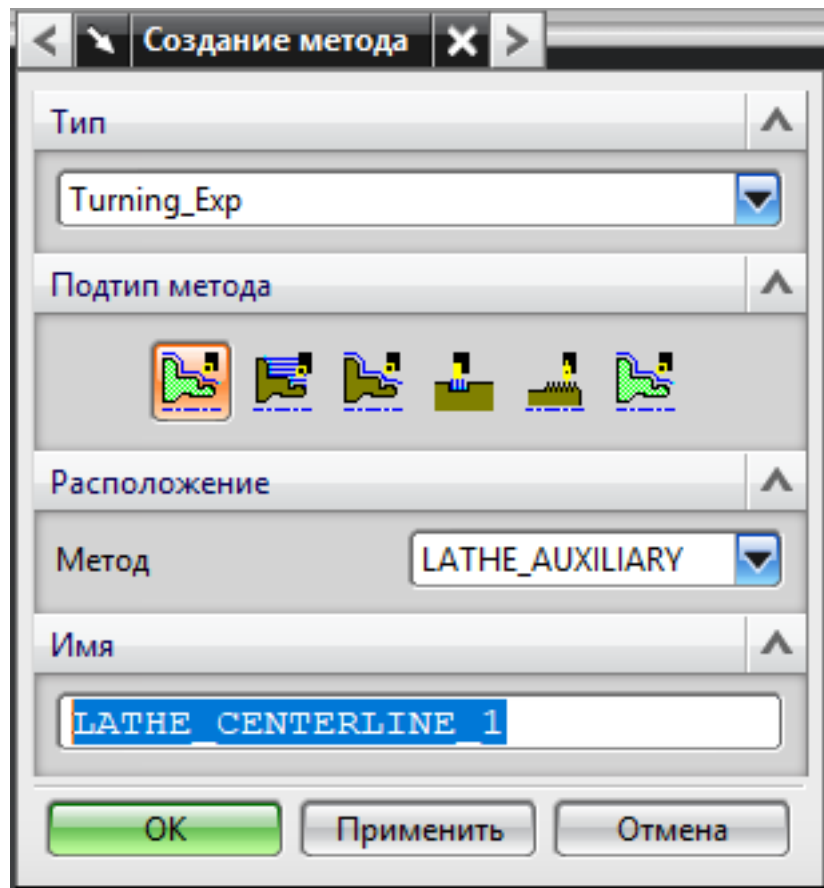 Создание метода
Тип
Turning_Exp
Подтип метода
Расположение
Метод LATHE_AUXILIARY
Имя
LATHE_CENTERLINE_1
OK Применить Отмена